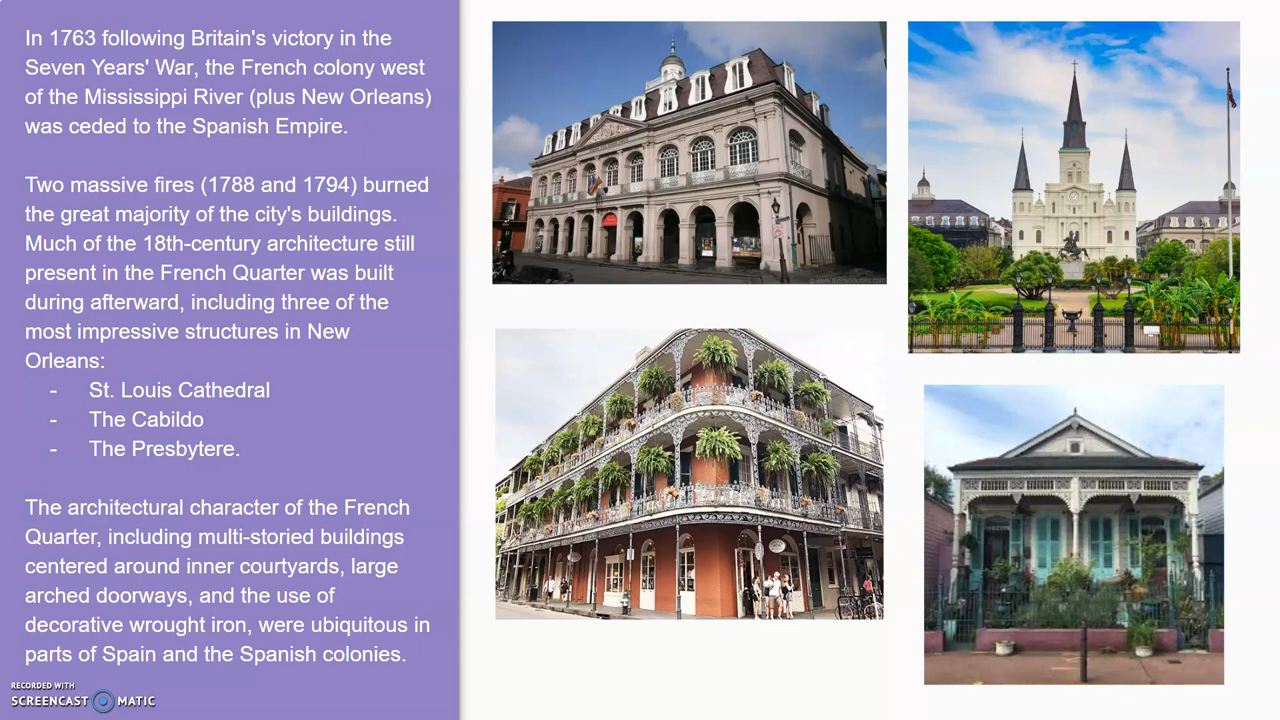 In 1763 following Britain's victory in the
Seven Years' War, the French colony west
of the Mississippi River (plus New Orleans)
was ceded to the Spanish Empire.
Two massive fires (1788 and 1794) burned
the great majority of the city's buildings.
Much of the 18th-century architecture still
present in the French Quarter was built
during afterward, including three of the
most impressive structures in New
Orleans:
- St. Louis Cathedral
- The Cabildo
- The Presbytere.
The architectural character of the French
Quarter, including multi-storied buildings
centered around inner courtyards, large
arched doorways, and the use of
decorative wrought iron, were ubiquitous in
parts of Spain and the Spanish colonies.
RECORDED WITH
SCREENCAST MATIC